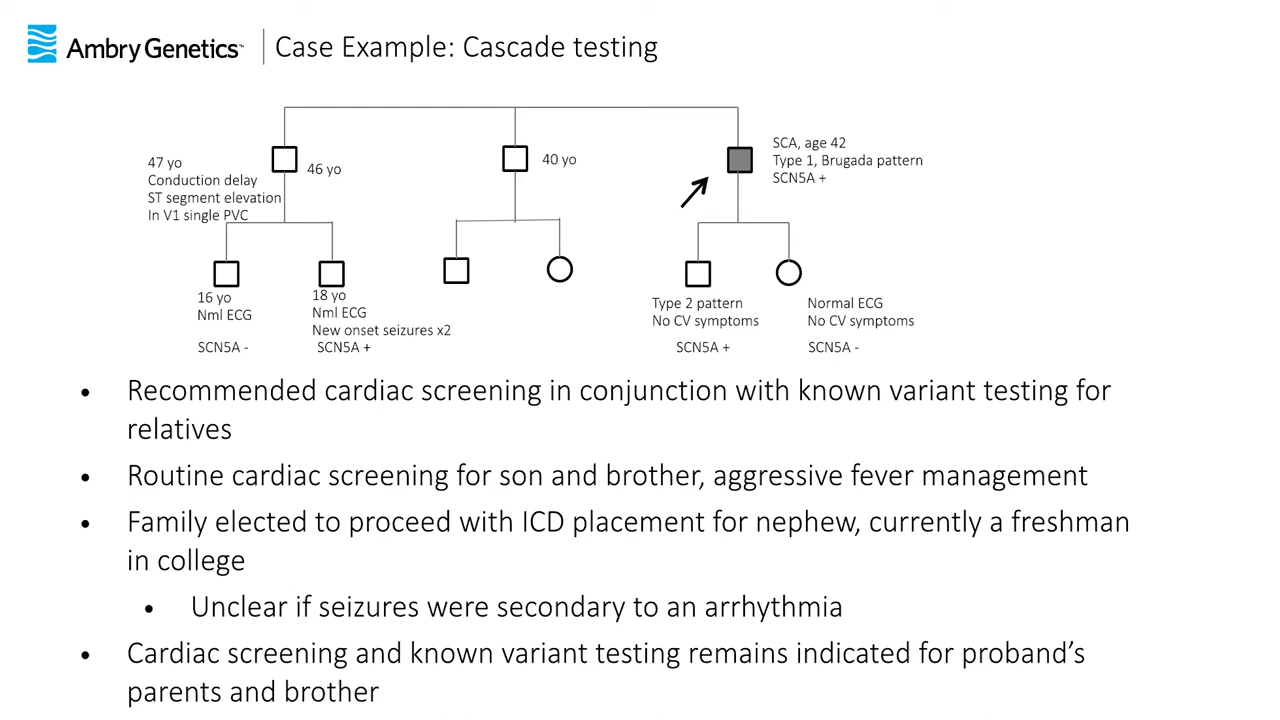 Ambry Genetics™
Case Example: Cascade testing
47 yo
Conduction delay
ST segment elevation
In V1 single PVC
46 yo
40 yo
SCA, age 42
Type 1, Brugada pattern
SCN5A +
16 yo
Nml ECG
SCN5A -
18 yo
Nml ECG
New onset seizures x2
SCN5A +
Type 2 pattern
No CV symptoms
SCN5A +
Normal ECG
No CV symptoms
SCN5A -
• Recommended cardiac screening in conjunction with known variant testing for
relatives
• Routine cardiac screening for son and brother, aggressive fever management
• Family elected to proceed with ICD placement for nephew, currently a freshman
in college
• Unclear if seizures were secondary to an arrhythmia
• Cardiac screening and known variant testing remains indicated for proband’s
parents and brother